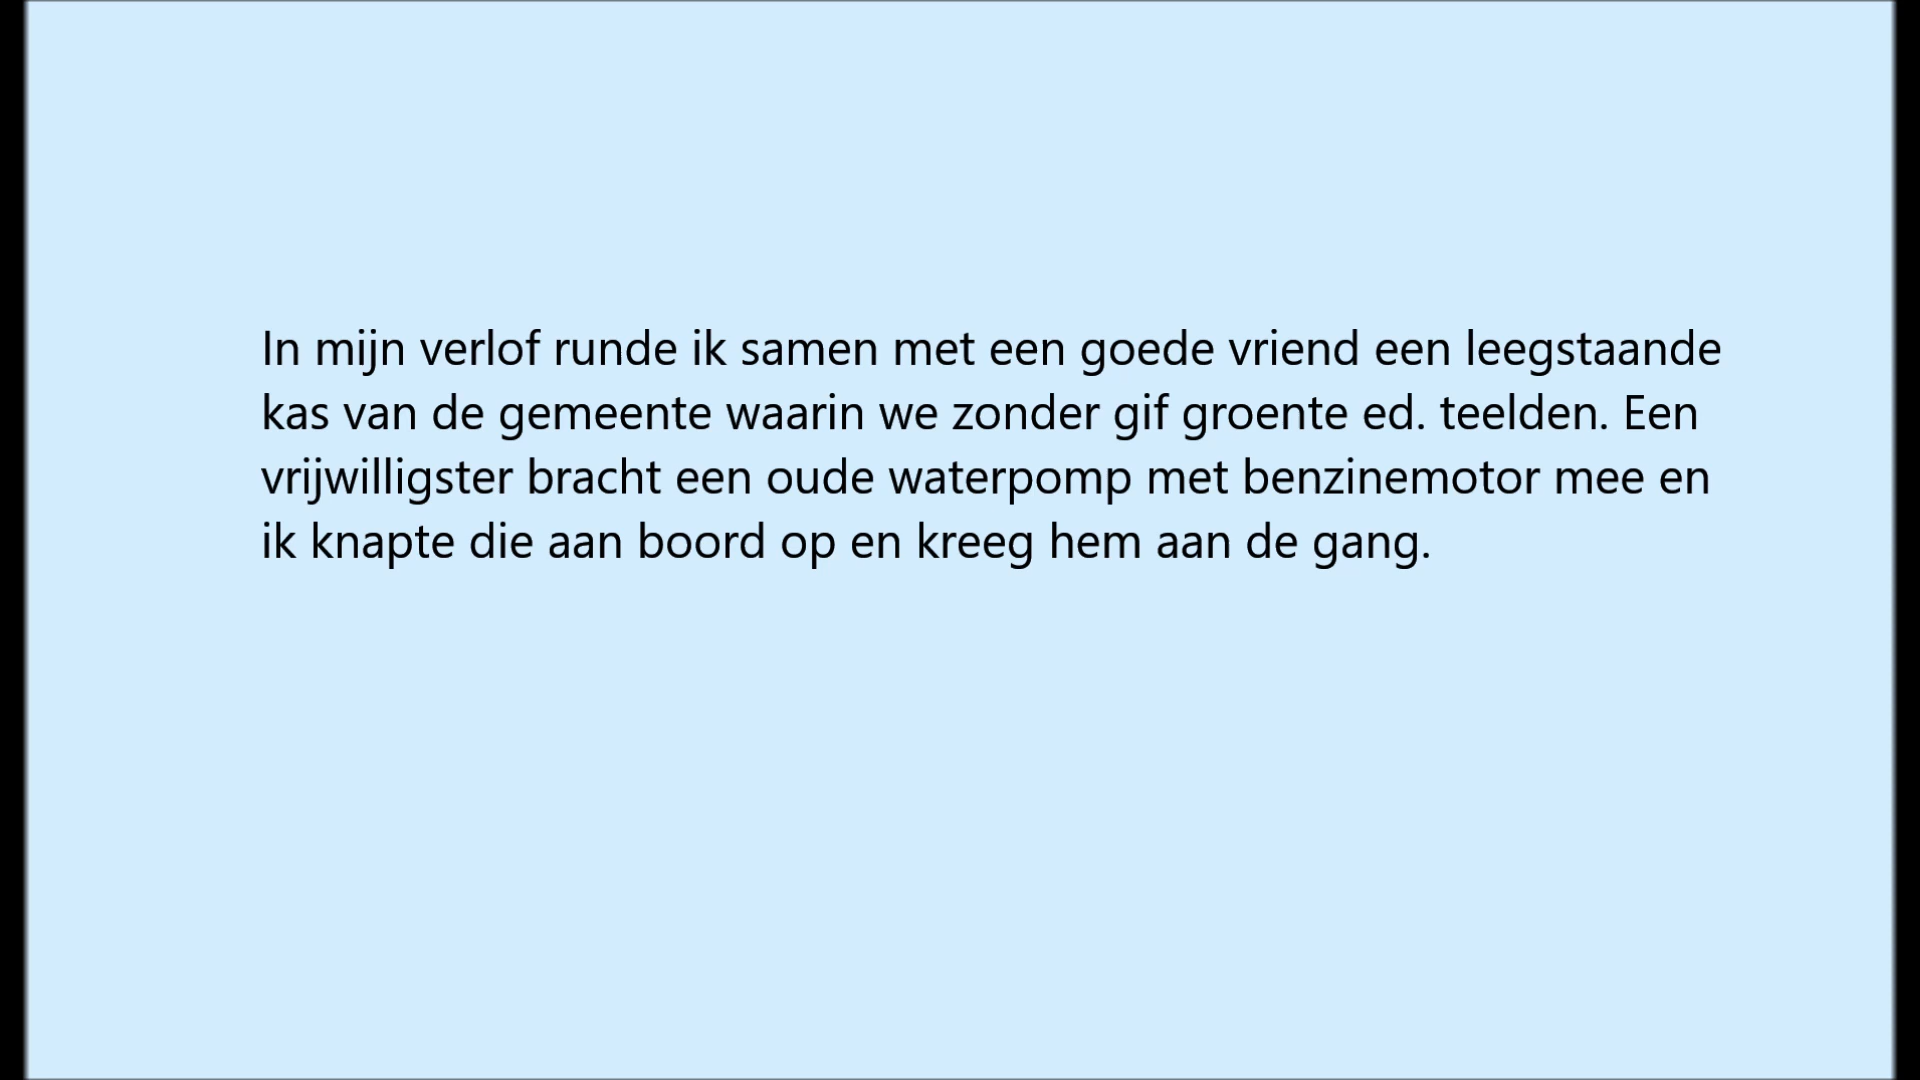 In mijn verlof runde ik samen met een goede vriend een leegstaande
kas van de gemeente waarin we zonder gif groente ed. teelden. Een
vrijwilligster bracht een oude waterpomp met benzinemotor mee en
ik knapte die aan boord op en kreeg hem aan de gang.